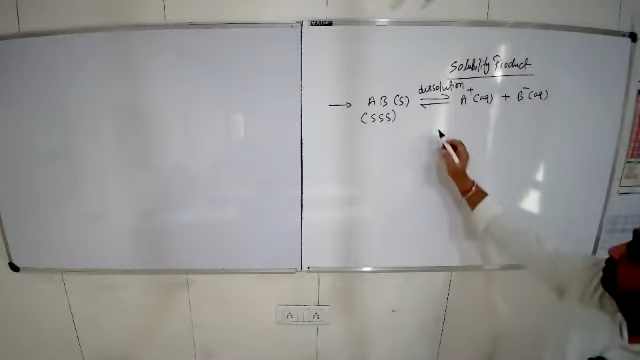 Solubility Product
dissolution
→ AB (s) ⇌ A⁺(aq) + B⁻(aq)
(SSS)